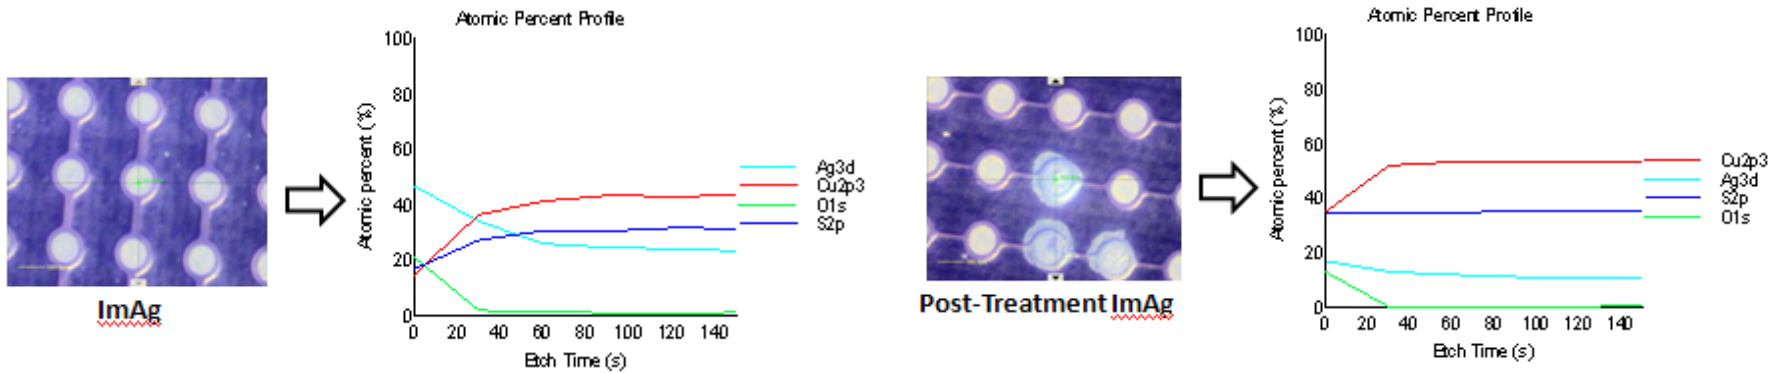 Atomic Percent Profile
Atomic percent (%)
100
80
60
40
20
0
0 20 40 60 80 100 120 140
Etch Time (s)
Ag3d
Cu2p3
O1s
S2p
ImAg
Atomic Percent Profile
Atomic percent (%)
100
80
60
40
20
0
0 20 40 60 80 100 120 140
Etch Time (s)
Cu2p3
Ag3d
S2p
O1s
Post-Treatment ImAg